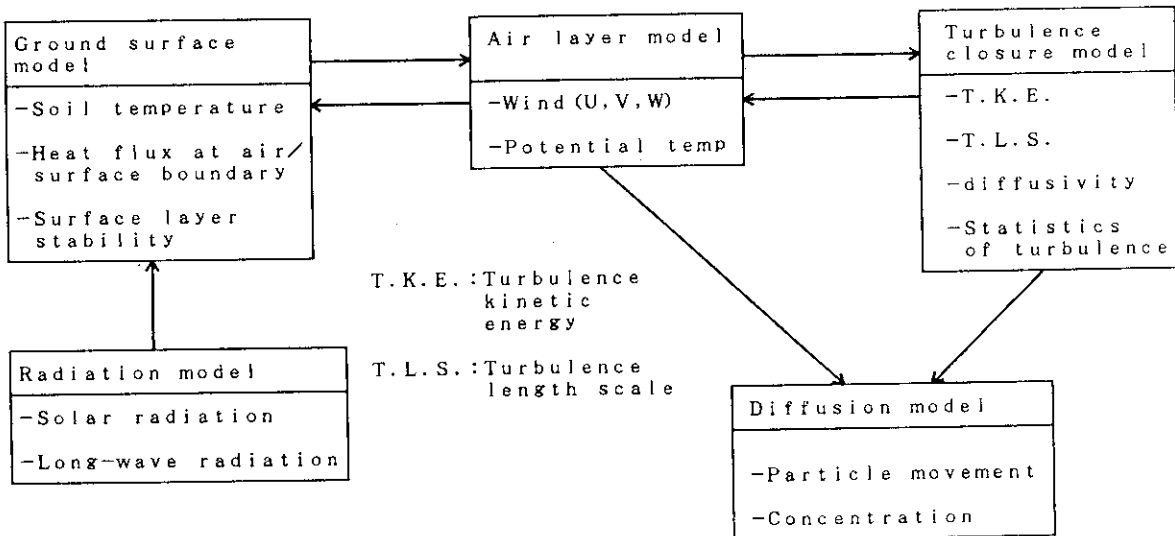 Ground surface
model
-Soil temperature
-Heat flux at air/
surface boundary
-Surface layer
stability
Air layer model
-Wind (U, V, W)
-Potential temp
Turbulence
closure model
-T.K.E.
-T.L.S.
-diffusivity
-Statistics
of turbulence
T.K.E.:Turbulence
kinetic
energy
T.L.S.:Turbulence
length scale
Radiation model
-Solar radiation
-Long-wave radiation
Diffusion model
-Particle movement
-Concentration